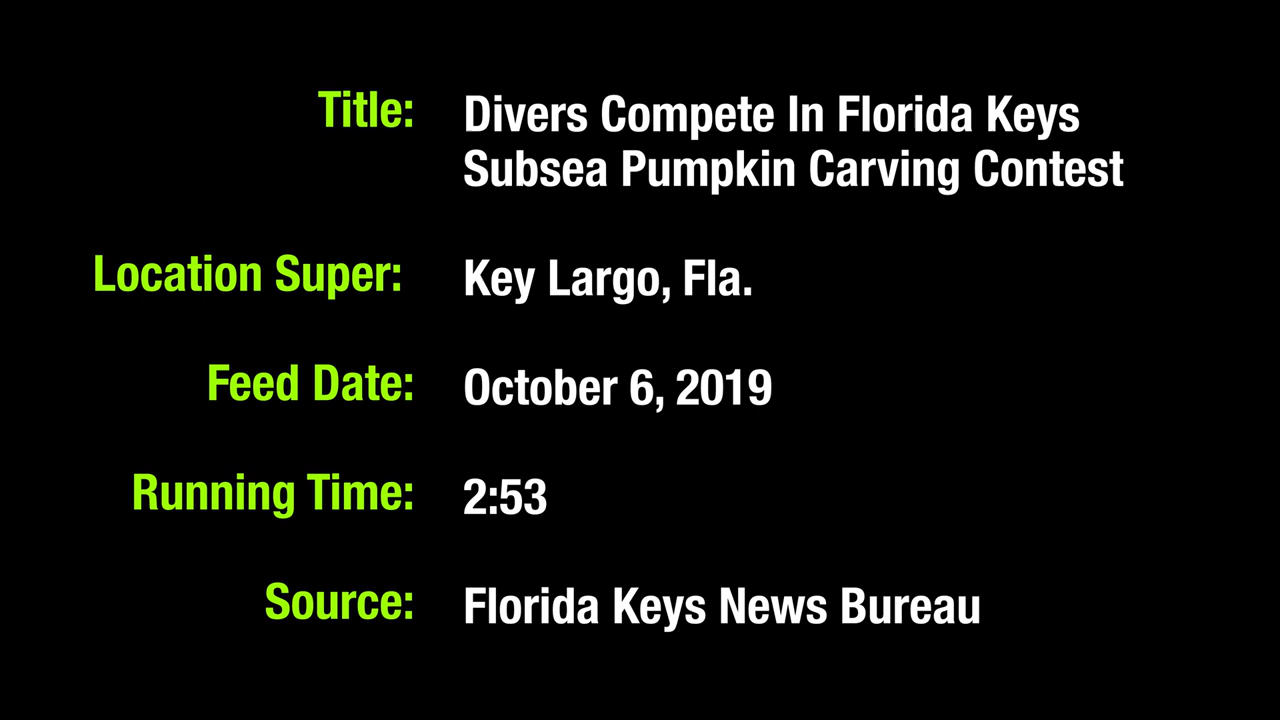 Title: Divers Compete In Florida Keys
Subsea Pumpkin Carving Contest
Location Super: Key Largo, Fla.
Feed Date: October 6, 2019
Running Time: 2:53
Source: Florida Keys News Bureau